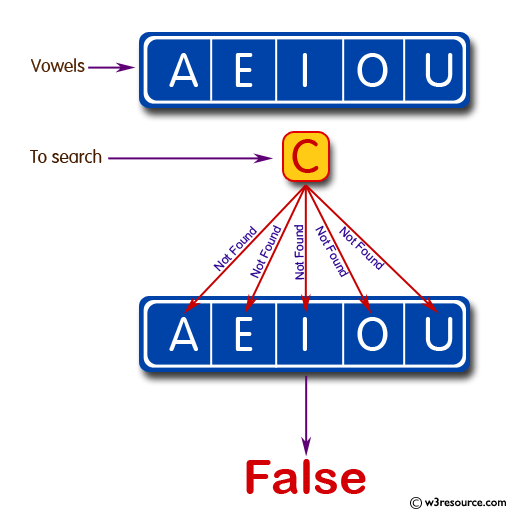 Vowels
A E I O U
To search
C
Not Found
Not Found
Not Found
Not Found
Not Found
A E I O U
False
© w3resource.com